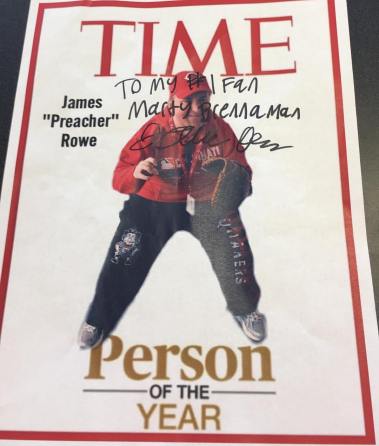 TIME
To my #1 Fan
Marty Brennaman
James
"Preacher"
Rowe
Person
OF THE
YEAR